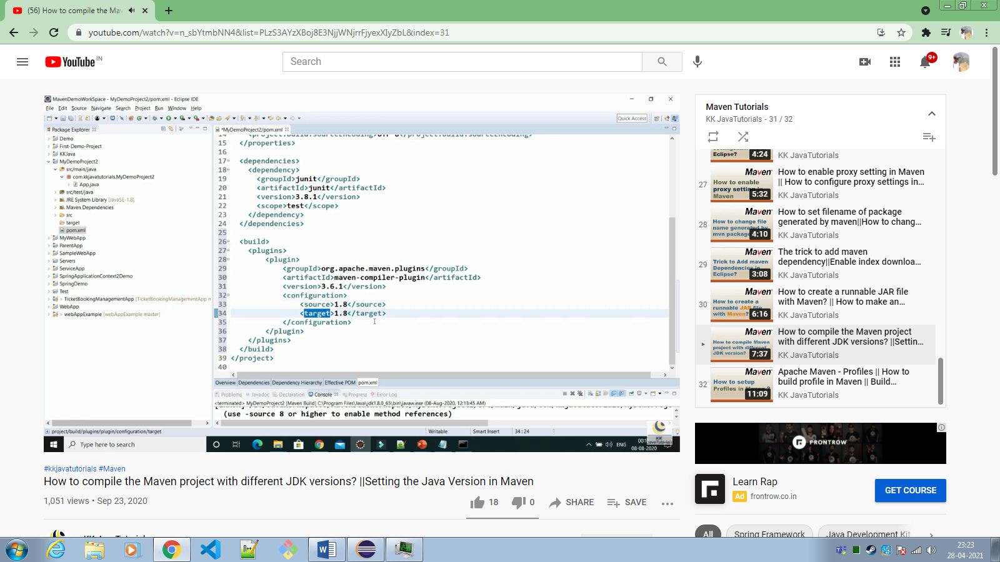 (56) How to compile the Mav
youtube.com/watch?v=n_sbYtmbNN4&list=PLzS3AYzXBoj8E3NjjWNjrrFjyexXIyZbL&index=31
YouTube IN
Search
9+
MavenDemoWorkSpace - MyDemoProject2/pom.xml - Eclipse IDE
File Edit Source Navigate Search Project Run Window Help
Quick Access
Package Explorer
Demo
First-Demo-Project
KKJava
MyDemoProject2
src/main/java
com.kkjavatutorials.MyDemoProject2
App.java
src/test/java
JRE System Library [JavaSE-1.8]
Maven Dependencies
src
target
pom.xml
MyWebApp
ParentApp
SampleWebApp
Servers
ServiceApp
SpringApplicationContext2Demo
SpringDemo
Test
> TicketBookingManagementApp [TicketBookingManagementApp m
WebApp
> webAppExample [webAppExample master]
*MyDemoProject2/pom.xml
14 <project.build.sourceEncoding>UTF-8</project.build.sourceEncoding>
15 </properties>
16
17 <dependencies>
18 <dependency>
19 <groupId>junit</groupId>
20 <artifactId>junit</artifactId>
21 <version>3.8.1</version>
22 <scope>test</scope>
23 </dependency>
24 </dependencies>
25
26 <build>
27 <plugins>
28 <plugin>
29 <groupId>org.apache.maven.plugins</groupId>
30 <artifactId>maven-compiler-plugin</artifactId>
31 <version>3.6.1</version>
32 <configuration>
33 <source>1.8</source>
34 <target>1.8</target>
35 </configuration>
36 </plugin>
37 </plugins>
38 </build>
39 </project>
40
Overview Dependencies Dependency Hierarchy Effective POM pom.xml
Problems Javadoc Declaration Console Progress Error Log
<terminated> MyDemoProject2 [Maven Build] C:\Program Files\Java\jdk1.8.0_65\bin\javaw.exe (08-Aug-2020, 12:13:45 AM)
(use -source 8 or higher to enable method references)
project/build/plugins/plugin/configuration/target
Writable
Smart Insert
34 : 24
Type here to search
ENG
00:1
08-08-2020
KK
JavaTutorials
#kkjavatutorials #Maven
How to compile the Maven project with different JDK versions? ||Setting the Java Version in Maven
1,051 views • Sep 23, 2020
18
0
SHARE
SAVE
Maven Tutorials
KK JavaTutorials - 31 / 32
Eclipse?
4:24
KK JavaTutorials
27
Maven
How to enable
proxy setting in
Maven
5:32
How to enable proxy setting in Maven
|| How to configure proxy settings in...
KK JavaTutorials
28
Maven
How to change file
name generated by
mvn package
4:10
How to set filename of package
generated by maven||How to chang...
KK JavaTutorials
29
Maven
Trick to Add maven
Dependencies in
Eclipse?
3:08
The trick to add maven
dependency||Enable index downloa...
KK JavaTutorials
30
Maven
How to create a
runnable JAR file
with Maven?
6:16
How to create a runnable JAR file
with Maven? || How to make an...
KK JavaTutorials
Maven
How to compile Maven
project with different
JDK version?
7:37
How to compile the Maven project
with different JDK versions? ||Settin...
KK JavaTutorials
32
Maven
How to setup
Profiles in Maven ?
11:09
Apache Maven - Profiles || How to
build profile in Maven || Build...
KK JavaTutorials
FRONTROW
Learn Rap
Ad frontrow.co.in
GET COURSE
All
Spring Framework
Java Development Kit
23:23
28-04-2021